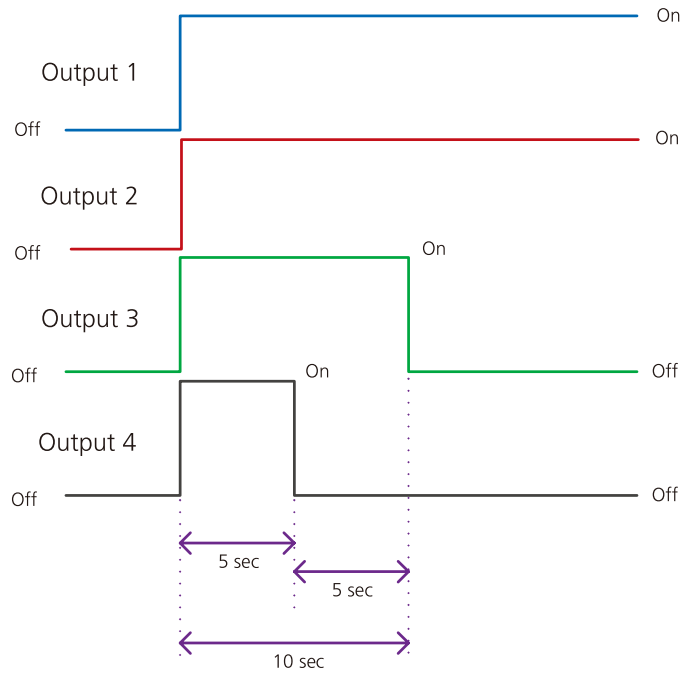 On
Output 1
Off
On
Output 2
Off
On
Output 3
Off
Off
On
Output 4
Off
Off
5 sec
5 sec
10 sec